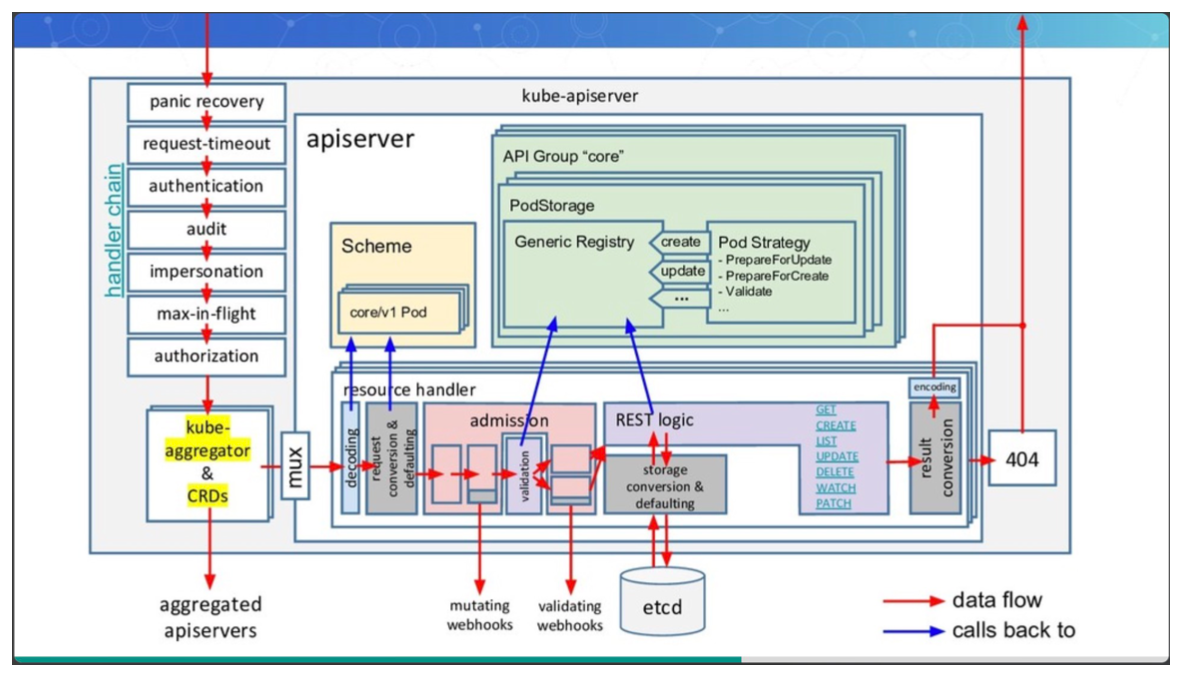 kube-apiserver
handler chain
panic recovery
request-timeout
authentication
audit
impersonation
max-in-flight
authorization
kube-
aggregator
&
CRDs
aggregated
apiservers
apiserver
Scheme
core/v1 Pod
API Group “core”
PodStorage
Generic Registry
create
update
...
Pod Strategy
- PrepareForUpdate
- PrepareForCreate
- Validate
...
mux
resource handler
decoding
request
conversion &
defaulting
admission
validation
mutating
webhooks
validating
webhooks
REST logic
storage
conversion &
defaulting
etcd
GET
CREATE
LIST
UPDATE
DELETE
WATCH
PATCH
encoding
result
conversion
404
data flow
calls back to